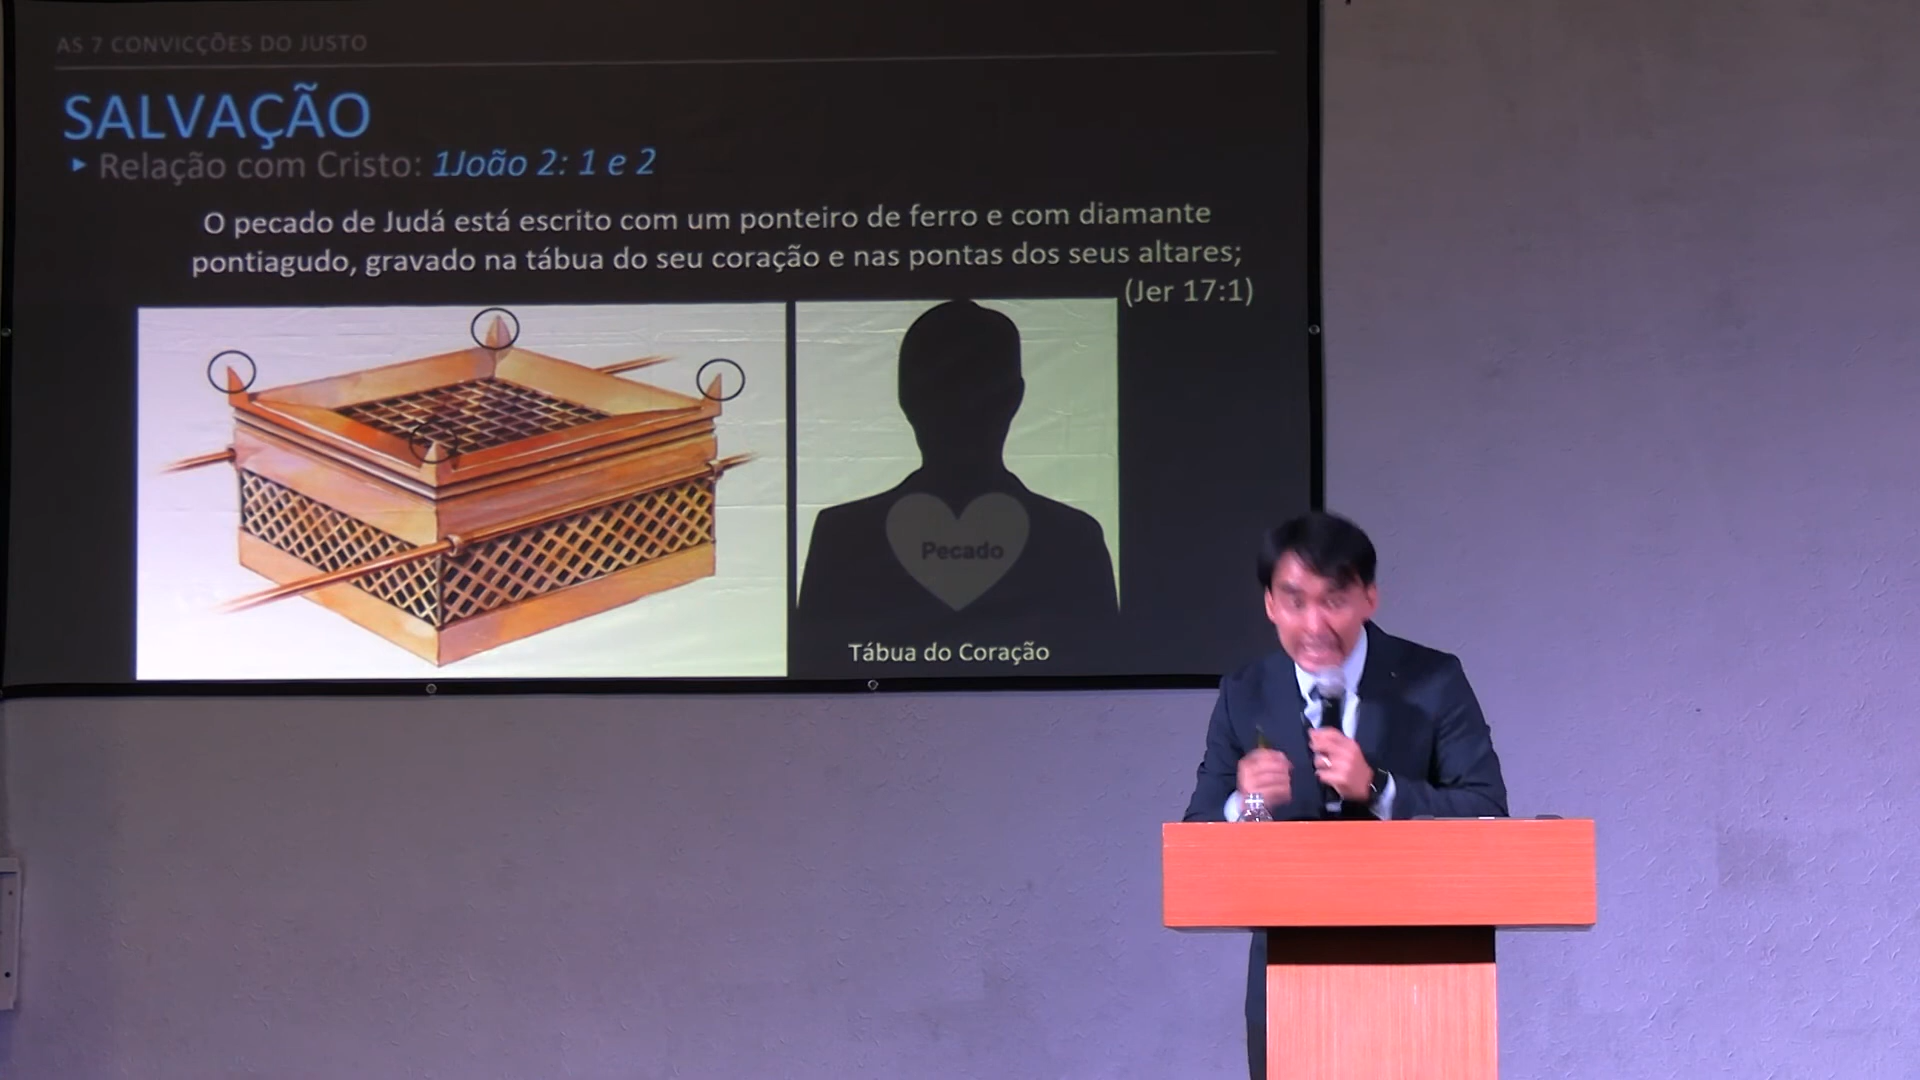 AS 7 CONVICÇÕES DO JUSTO
SALVAÇÃO
▸ Relação com Cristo: 1João 2: 1 e 2
O pecado de Judá está escrito com um ponteiro de ferro e com diamante
pontiagudo, gravado na tábua do seu coração e nas pontas dos seus altares;
(Jer 17:1)
Pecado
Tábua do Coração